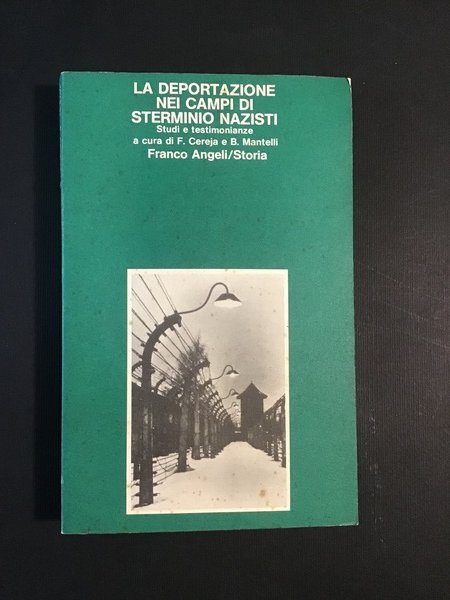 LA DEPORTAZIONE
NEI CAMPI DI
STERMINIO NAZISTI
Studi e testimonianze
a cura di F. Cereja e B. Mantelli
Franco Angeli/Storia